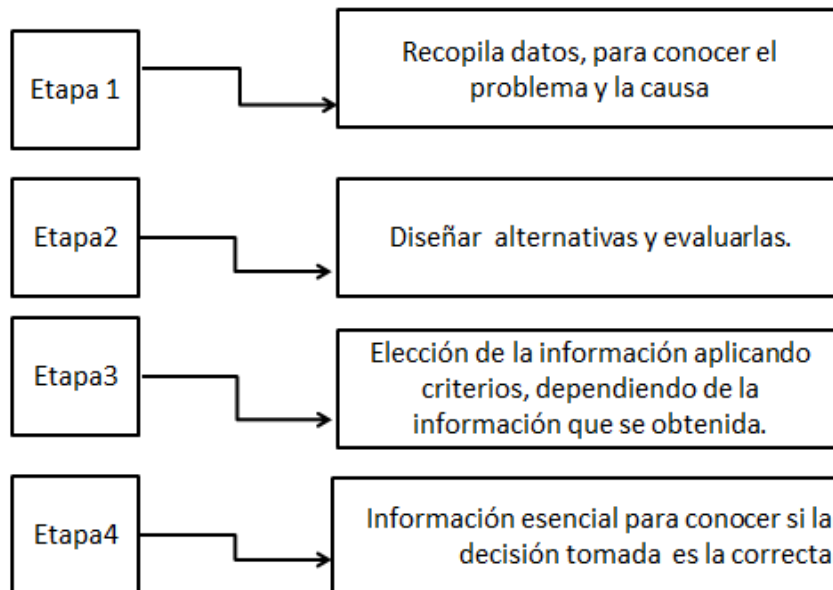 Etapa 1
Recopila datos, para conocer el
problema y la causa
Etapa2
Diseñar alternativas y evaluarlas.
Etapa3
Elección de la información aplicando
criterios, dependiendo de la
información que se obtenida.
Etapa4
Información esencial para conocer si la
decisión tomada es la correcta